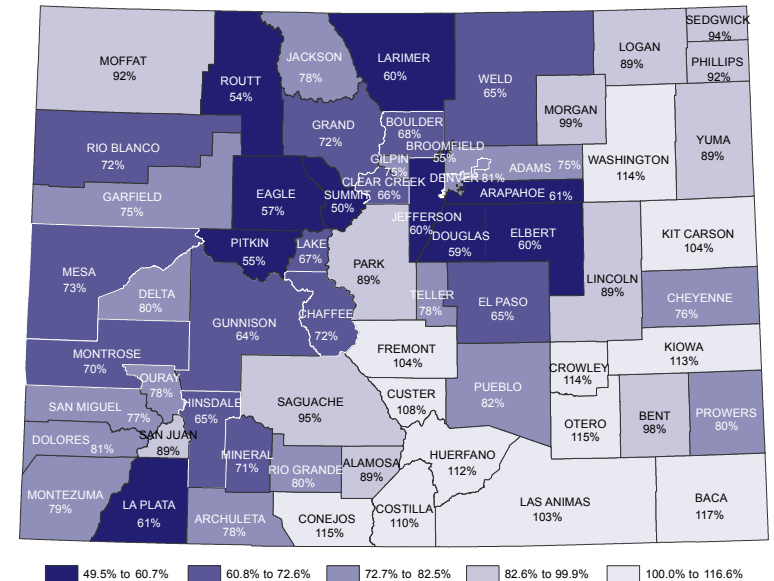 SEDGWICK
94%
LOGAN
89%
PHILLIPS
92%
MOFFAT
92%
ROUTT
54%
JACKSON
78%
LARIMER
60%
WELD
65%
MORGAN
99%
WASHINGTON
114%
YUMA
89%
RIO BLANCO
72%
GRAND
72%
BOULDER
68%
BROOMFIELD
55%
GILPIN
75%
CLEAR CREEK
66%
DENVER 81%
ADAMS 75%
ARAPAHOE 61%
GARFIELD
75%
EAGLE
57%
SUMMIT
50%
JEFFERSON
60%
DOUGLAS
59%
ELBERT
60%
KIT CARSON
104%
PITKIN
55%
LAKE
67%
PARK
89%
LINCOLN
89%
MESA
73%
DELTA
80%
TELLER
78%
EL PASO
65%
CHEYENNE
76%
GUNNISON
64%
CHAFFEE
72%
FREMONT
104%
KIOWA
113%
MONTROSE
70%
OURAY
78%
CROWLEY
114%
PUEBLO
82%
CUSTER
108%
SAN MIGUEL
77%
HINSDALE
65%
SAGUACHE
95%
OTERO
115%
BENT
98%
PROWERS
80%
DOLORES 81%
SAN JUAN
89%
MINERAL
71%
RIO GRANDE
80%
ALAMOSA
89%
HUERFANO
112%
MONTEZUMA
79%
LA PLATA
61%
ARCHULETA
78%
CONEJOS
115%
COSTILLA
110%
LAS ANIMAS
103%
BACA
117%
49.5% to 60.7%
60.8% to 72.6%
72.7% to 82.5%
82.6% to 99.9%
100.0% to 116.6%